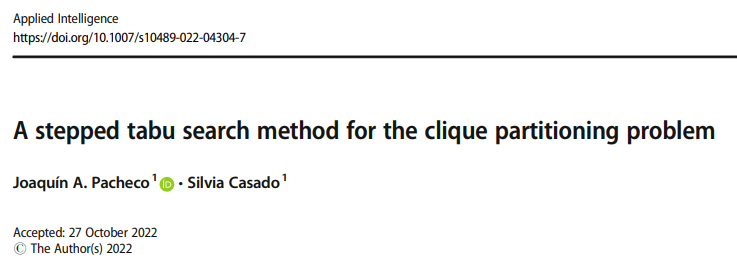 Applied Intelligence
https://doi.org/10.1007/s10489-022-04304-7
A stepped tabu search method for the clique partitioning problem
Joaquín A. Pacheco 1 iD · Silvia Casado 1
Accepted: 27 October 2022
© The Author(s) 2022